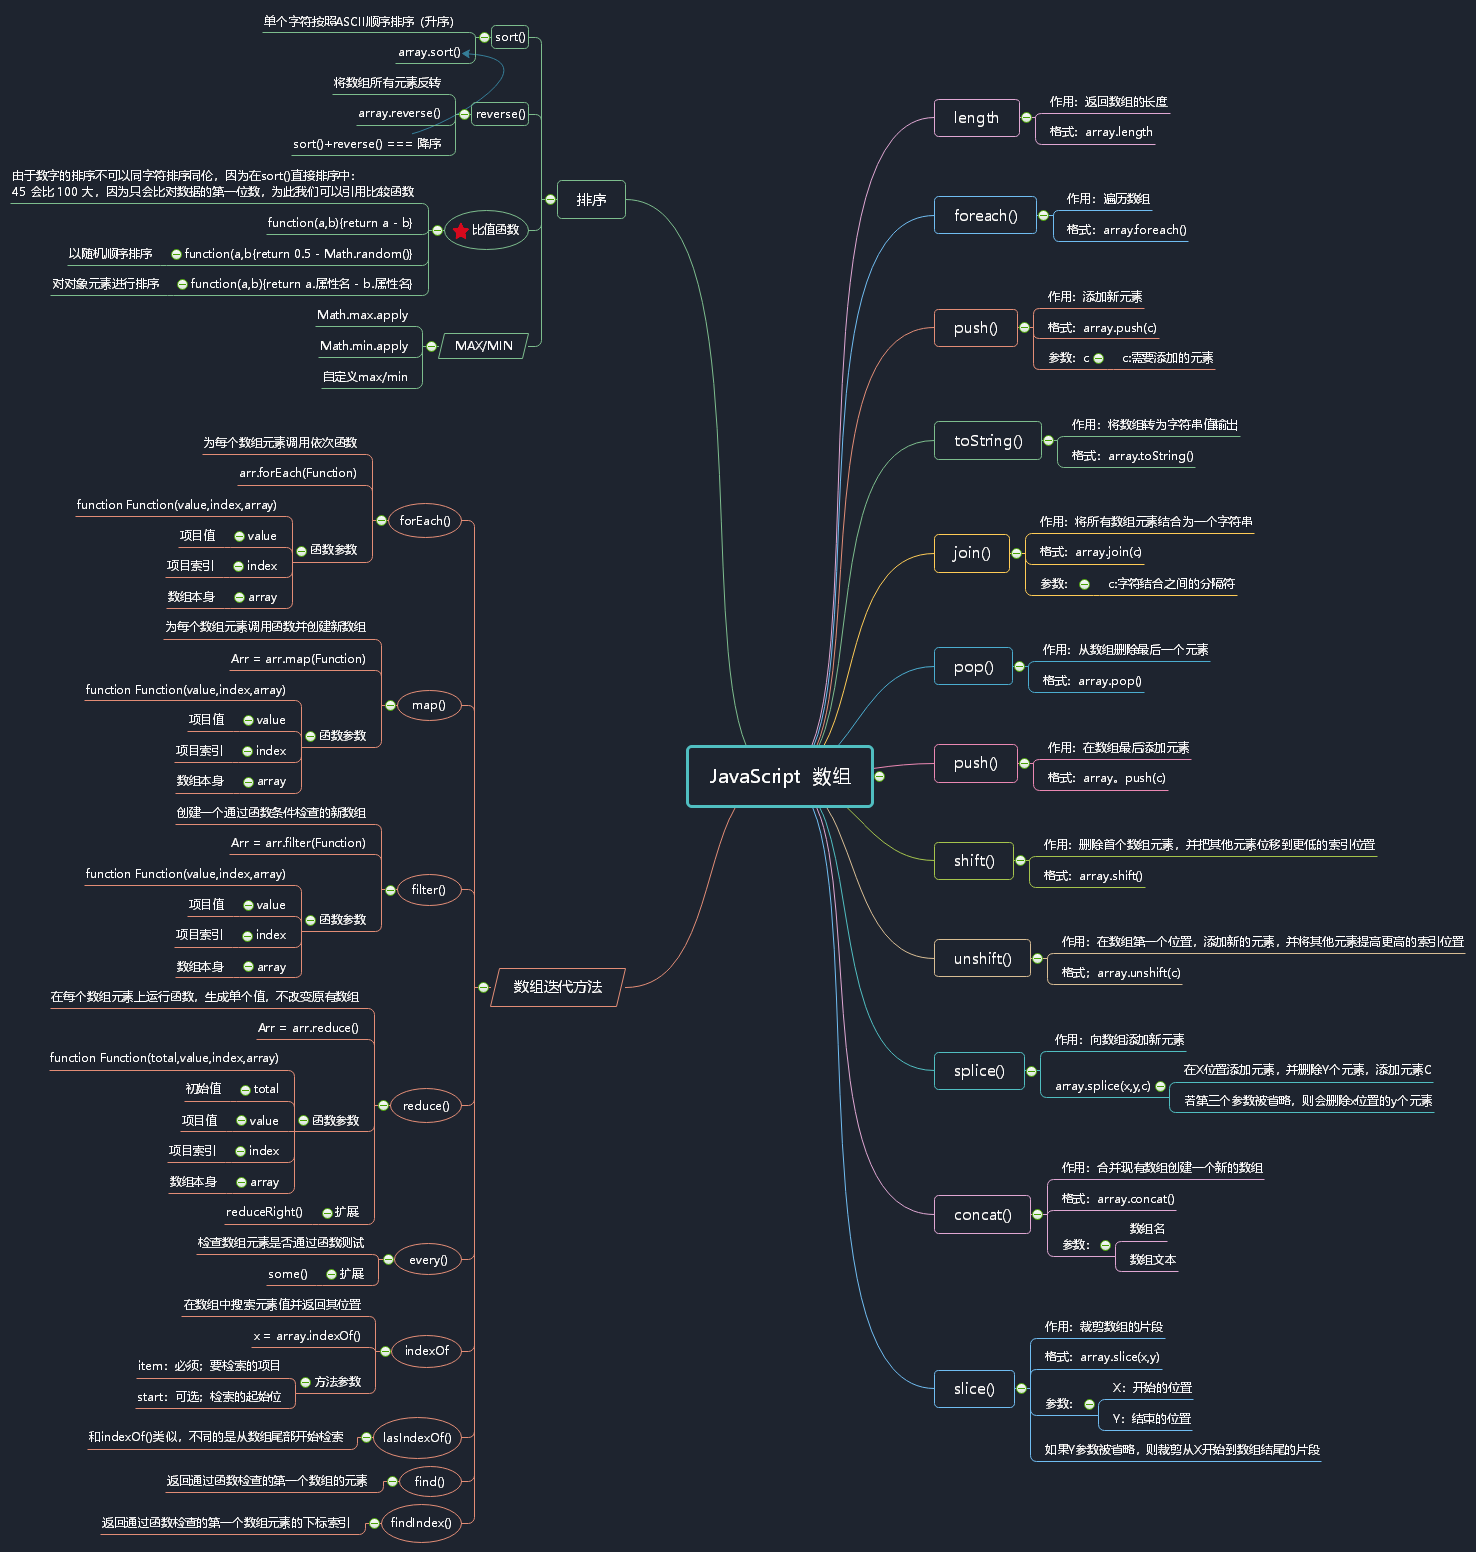 JavaScript 数组
排序
sort()
单个字符按照ASCII顺序排序（升序）
array.sort()
reverse()
将数组所有元素反转
array.reverse()
sort()+reverse() === 降序
比值函数
由于数字的排序不可以同字符排序同伦，因为在sort()直接排序中：
45 会比 100 大，因为只会比对数据的第一位数，为此我们可以引用比较函数
function(a,b){return a - b}
function(a,b{return 0.5 - Math.random()}
以随机顺序排序
function(a,b){return a.属性名 - b.属性名}
对对象元素进行排序
MAX/MIN
Math.max.apply
Math.min.apply
自定义max/min
数组迭代方法
forEach()
为每个数组元素调用依次函数
arr.forEach(Function)
函数参数
function Function(value,index,array)
value
项目值
index
项目索引
array
数组本身
map()
为每个数组元素调用函数并创建新数组
Arr = arr.map(Function)
函数参数
function Function(value,index,array)
value
项目值
index
项目索引
array
数组本身
filter()
创建一个通过函数条件检查的新数组
Arr = arr.filter(Function)
函数参数
function Function(value,index,array)
value
项目值
index
项目索引
array
数组本身
reduce()
在每个数组元素上运行函数，生成单个值，不改变原有数组
Arr = arr.reduce()
函数参数
function Function(total,value,index,array)
total
初始值
value
项目值
index
项目索引
array
数组本身
扩展
reduceRight()
every()
检查数组元素是否通过函数测试
扩展
some()
indexOf
在数组中搜索元素值并返回其位置
x = array.indexOf()
方法参数
item：必须；要检索的项目
start：可选；检索的起始位
lasIndexOf()
和indexOf()类似，不同的是从数组尾部开始检索
find()
返回通过函数检查的第一个数组的元素
findIndex()
返回通过函数检查的第一个数组元素的下标索引
length
作用：返回数组的长度
格式：array.length
foreach()
作用：遍历数组
格式：array.foreach()
push()
作用：添加新元素
格式：array.push(c)
参数：c
c:需要添加的元素
toString()
作用：将数组转为字符串值输出
格式：array.toString()
join()
作用：将所有数组元素结合为一个字符串
格式：array.join(c)
参数：
c:字符结合之间的分隔符
pop()
作用：从数组删除最后一个元素
格式：array.pop()
push()
作用：在数组最后添加元素
格式：array。push(c)
shift()
作用：删除首个数组元素，并把其他元素位移到更低的索引位置
格式：array.shift()
unshift()
作用：在数组第一个位置，添加新的元素，并将其他元素提高更高的索引位置
格式；array.unshift(c)
splice()
作用：向数组添加新元素
array.splice(x,y,c)
在X位置添加元素，并删除Y个元素，添加元素C
若第三个参数被省略，则会删除x位置的y个元素
concat()
作用：合并现有数组创建一个新的数组
格式：array.concat()
参数：
数组名
数组文本
slice()
作用：裁剪数组的片段
格式：array.slice(x,y)
参数：
X：开始的位置
Y：结束的位置
如果Y参数被省略，则裁剪从X开始到数组结尾的片段